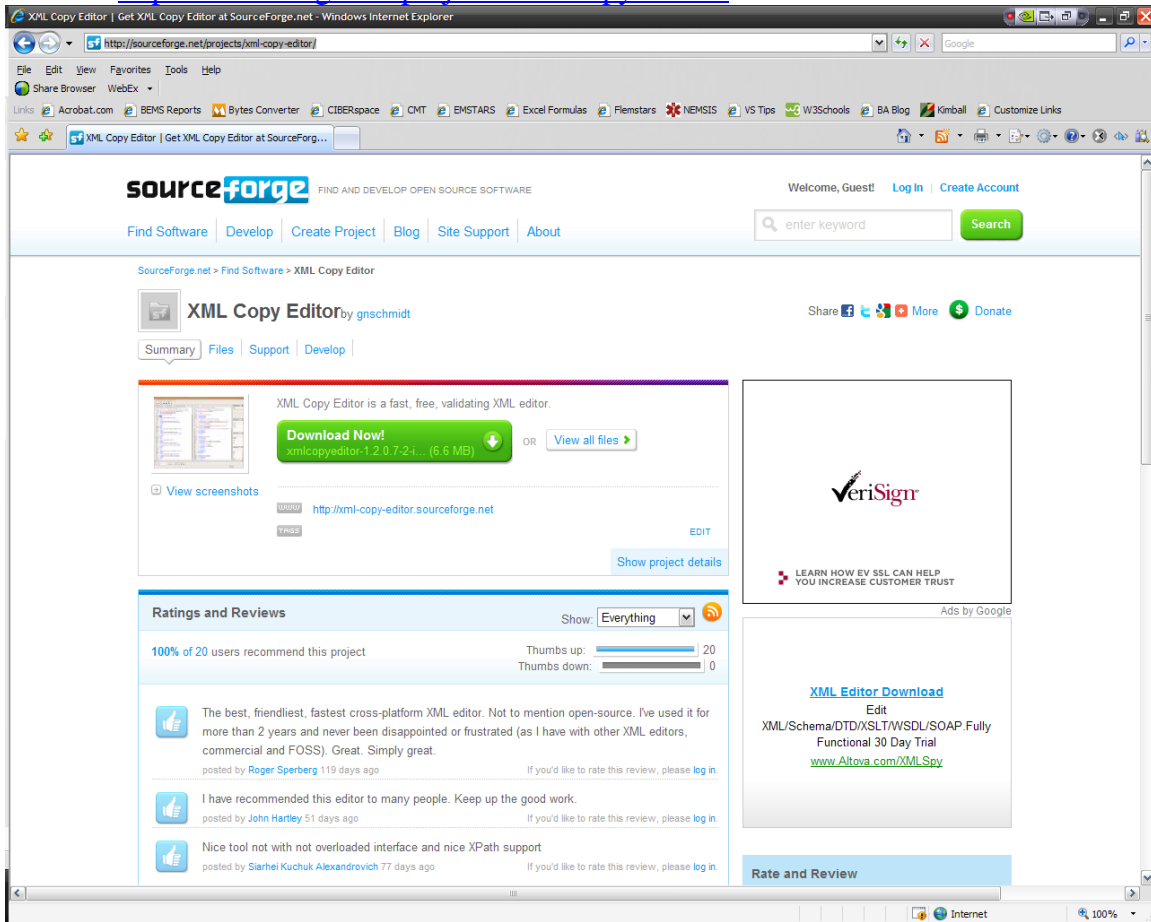 XML Copy Editor | Get XML Copy Editor at SourceForge.net - Windows Internet Explorer
http://sourceforge.net/projects/xml-copy-editor/
Google
File Edit View Favorites Tools Help
Share Browser WebEx
Links Acrobat.com BEMS Reports Bytes Converter CIBERspace CMT EMSTARS Excel Formulas Flemstars NEMSIS VS Tips W3Schools BA Blog Kimball Customize Links
XML Copy Editor | Get XML Copy Editor at SourceForg...
sourceforge FIND AND DEVELOP OPEN SOURCE SOFTWARE
Welcome, Guest! Log In | Create Account
Find Software Develop Create Project Blog Site Support About
enter keyword Search
SourceForge.net > Find Software > XML Copy Editor
XML Copy Editor by gnschmidt
Share More Donate
Summary Files Support Develop
XML Copy Editor is a fast, free, validating XML editor.
Download Now!
xmlcopyeditor-1.2.0.7-2-i... (6.6 MB)
OR View all files
View screenshots
www http://xml-copy-editor.sourceforge.net
TAGS EDIT
Show project details
VeriSign
LEARN HOW EV SSL CAN HELP
YOU INCREASE CUSTOMER TRUST
Ads by Google
Ratings and Reviews
Show: Everything
100% of 20 users recommend this project
Thumbs up: 20
Thumbs down: 0
The best, friendliest, fastest cross-platform XML editor. Not to mention open-source. I've used it for
more than 2 years and never been disappointed or frustrated (as I have with other XML editors,
commercial and FOSS). Great. Simply great.
posted by Roger Sperberg 119 days ago If you'd like to rate this review, please log in.
I have recommended this editor to many people. Keep up the good work.
posted by John Hartley 51 days ago If you'd like to rate this review, please log in.
Nice tool not with not overloaded interface and nice XPath support
posted by Siarhei Kuchuk Alexandrovich 77 days ago If you'd like to rate this review, please log in.
XML Editor Download
Edit
XML/Schema/DTD/XSLT/WSDL/SOAP.Fully
Functional 30 Day Trial
www.Altova.com/XMLSpy
Rate and Review
Internet 100%